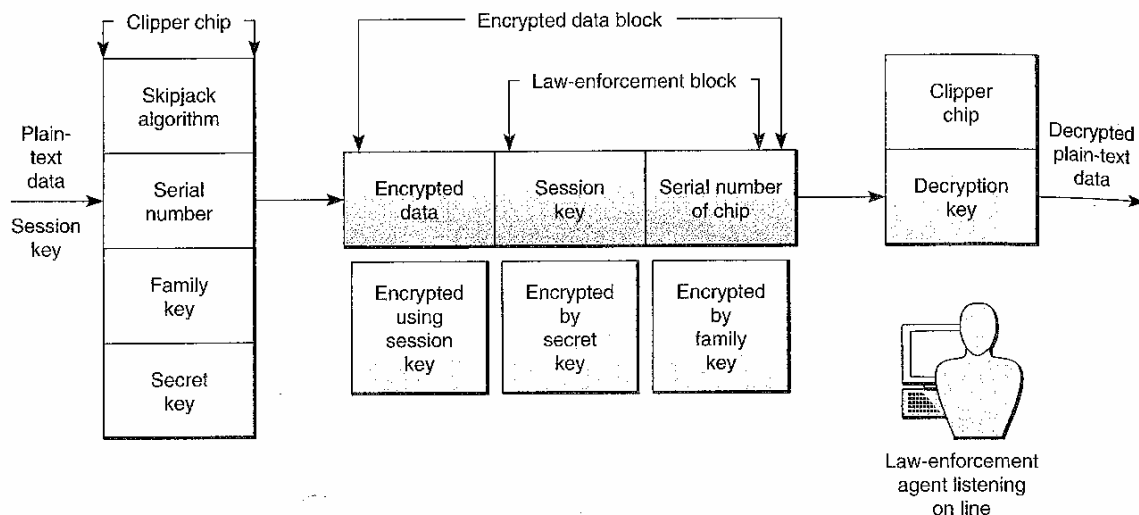 Clipper chip
Skipjack
algorithm
Serial
number
Family
key
Secret
key
Plain-
text
data
Session
key
Encrypted data block
Law-enforcement block
Encrypted
data
Session
key
Serial number
of chip
Encrypted
using
session
key
Encrypted
by
secret
key
Encrypted
by
family
key
Clipper
chip
Decryption
key
Decrypted
plain-text
data
Law-enforcement
agent listening
on line